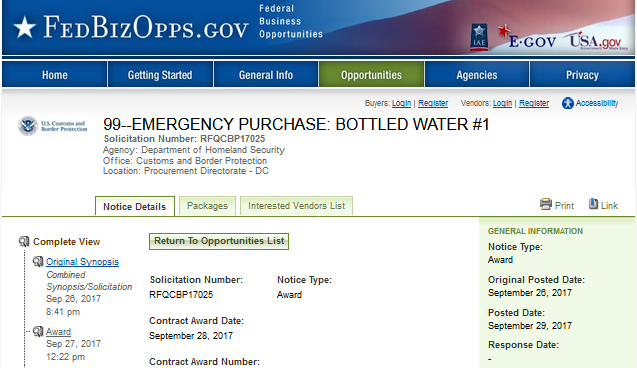 FEDBIZOPPS.GOV
Federal
Business
Opportunities
IAE
E-GOV
USA.gov
Home
Getting Started
General Info
Opportunities
Agencies
Privacy
Buyers: Login | Register Vendors: Login | Register Accessibility
U.S. Customs and
Border Protection
99--EMERGENCY PURCHASE: BOTTLED WATER #1
Solicitation Number: RFQCBP17025
Agency: Department of Homeland Security
Office: Customs and Border Protection
Location: Procurement Directorate - DC
Notice Details
Packages
Interested Vendors List
Print
Link
Complete View
Original Synopsis
Combined
Synopsis/Solicitation
Sep 26, 2017
8:41 pm
Award
Sep 27, 2017
12:22 pm
Return To Opportunities List
Solicitation Number:
RFQCBP17025
Notice Type:
Award
Contract Award Date:
September 28, 2017
Contract Award Number:
GENERAL INFORMATION
Notice Type:
Award
Original Posted Date:
September 26, 2017
Posted Date:
September 29, 2017
Response Date:
-